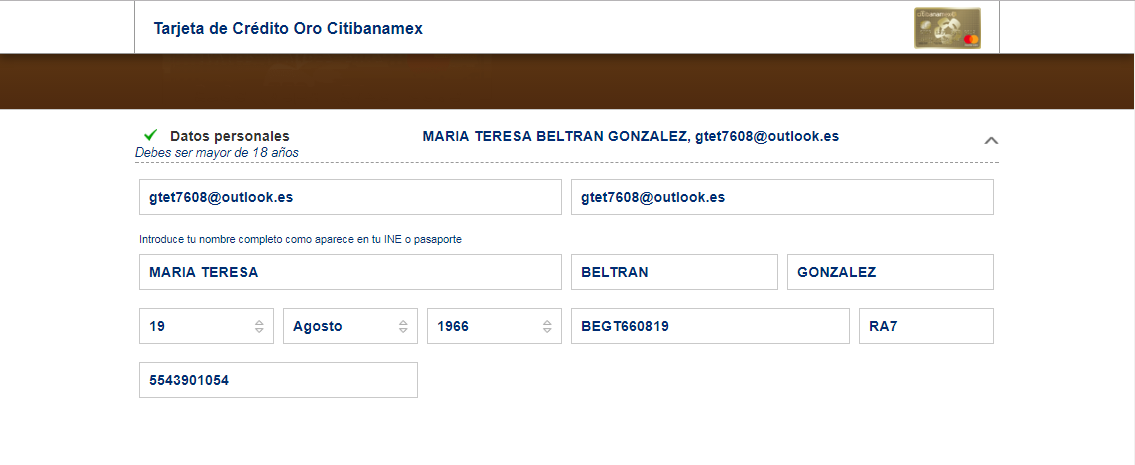 Tarjeta de Crédito Oro Citibanamex
citibanamex
Datos personales MARIA TERESA BELTRAN GONZALEZ, gtet7608@outlook.es
Debes ser mayor de 18 años
gtet7608@outlook.es gtet7608@outlook.es
Introduce tu nombre completo como aparece en tu INE o pasaporte
MARIA TERESA BELTRAN GONZALEZ
19 Agosto 1966 BEGT660819 RA7
5543901054